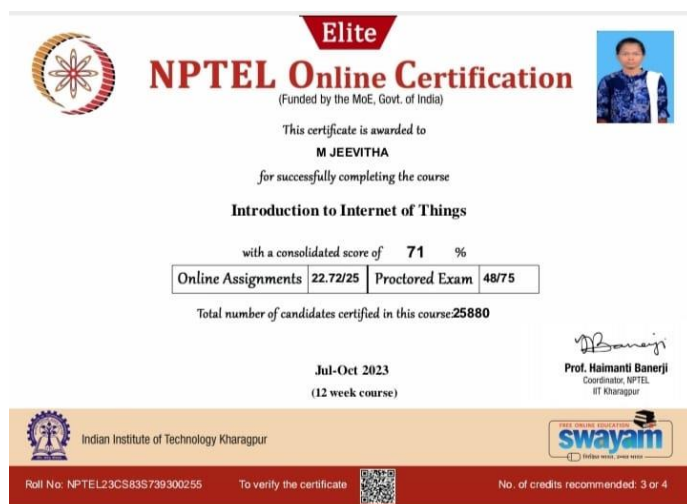 Elite
NPTEL Online Certification
(Funded by the MoE, Govt. of India)
This certificate is awarded to
M JEEVITHA
for successfully completing the course
Introduction to Internet of Things
with a consolidated score of 71 %
Online Assignments 22.72/25 Proctored Exam 48/75
Total number of candidates certified in this course:25880
Jul-Oct 2023
(12 week course)
Prof. Haimanti Banerji
Coordinator, NPTEL
IIT Kharagpur
Indian Institute of Technology Kharagpur
FREE ONLINE EDUCATION
swayam
शिक्षित भारत, उन्नत भारत
Roll No: NPTEL23CS83S739300255 To verify the certificate No. of credits recommended: 3 or 4